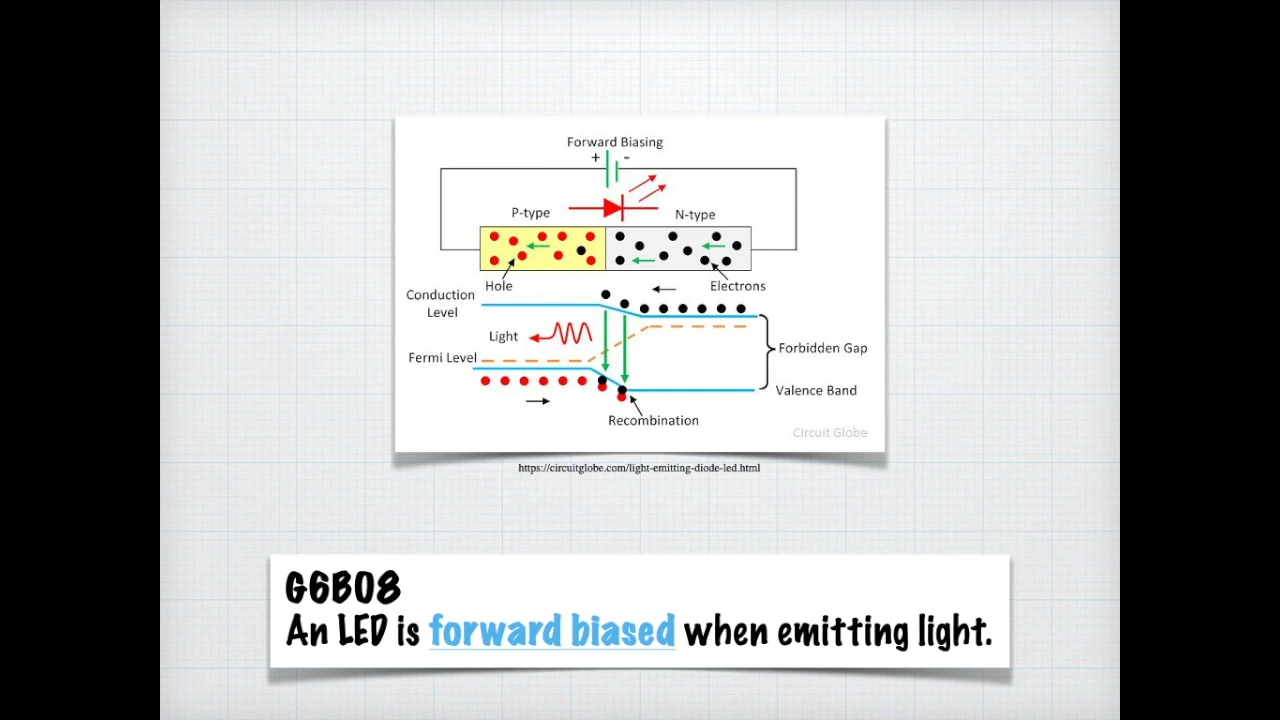 Forward Biasing
+ -
P-type
N-type
Hole
Electrons
Conduction
Level
Light
Forbidden Gap
Fermi Level
Valence Band
Recombination
Circuit Globe
https://circuitglobe.com/light-emitting-diode-led.html
G6B08
An LED is forward biased when emitting light.